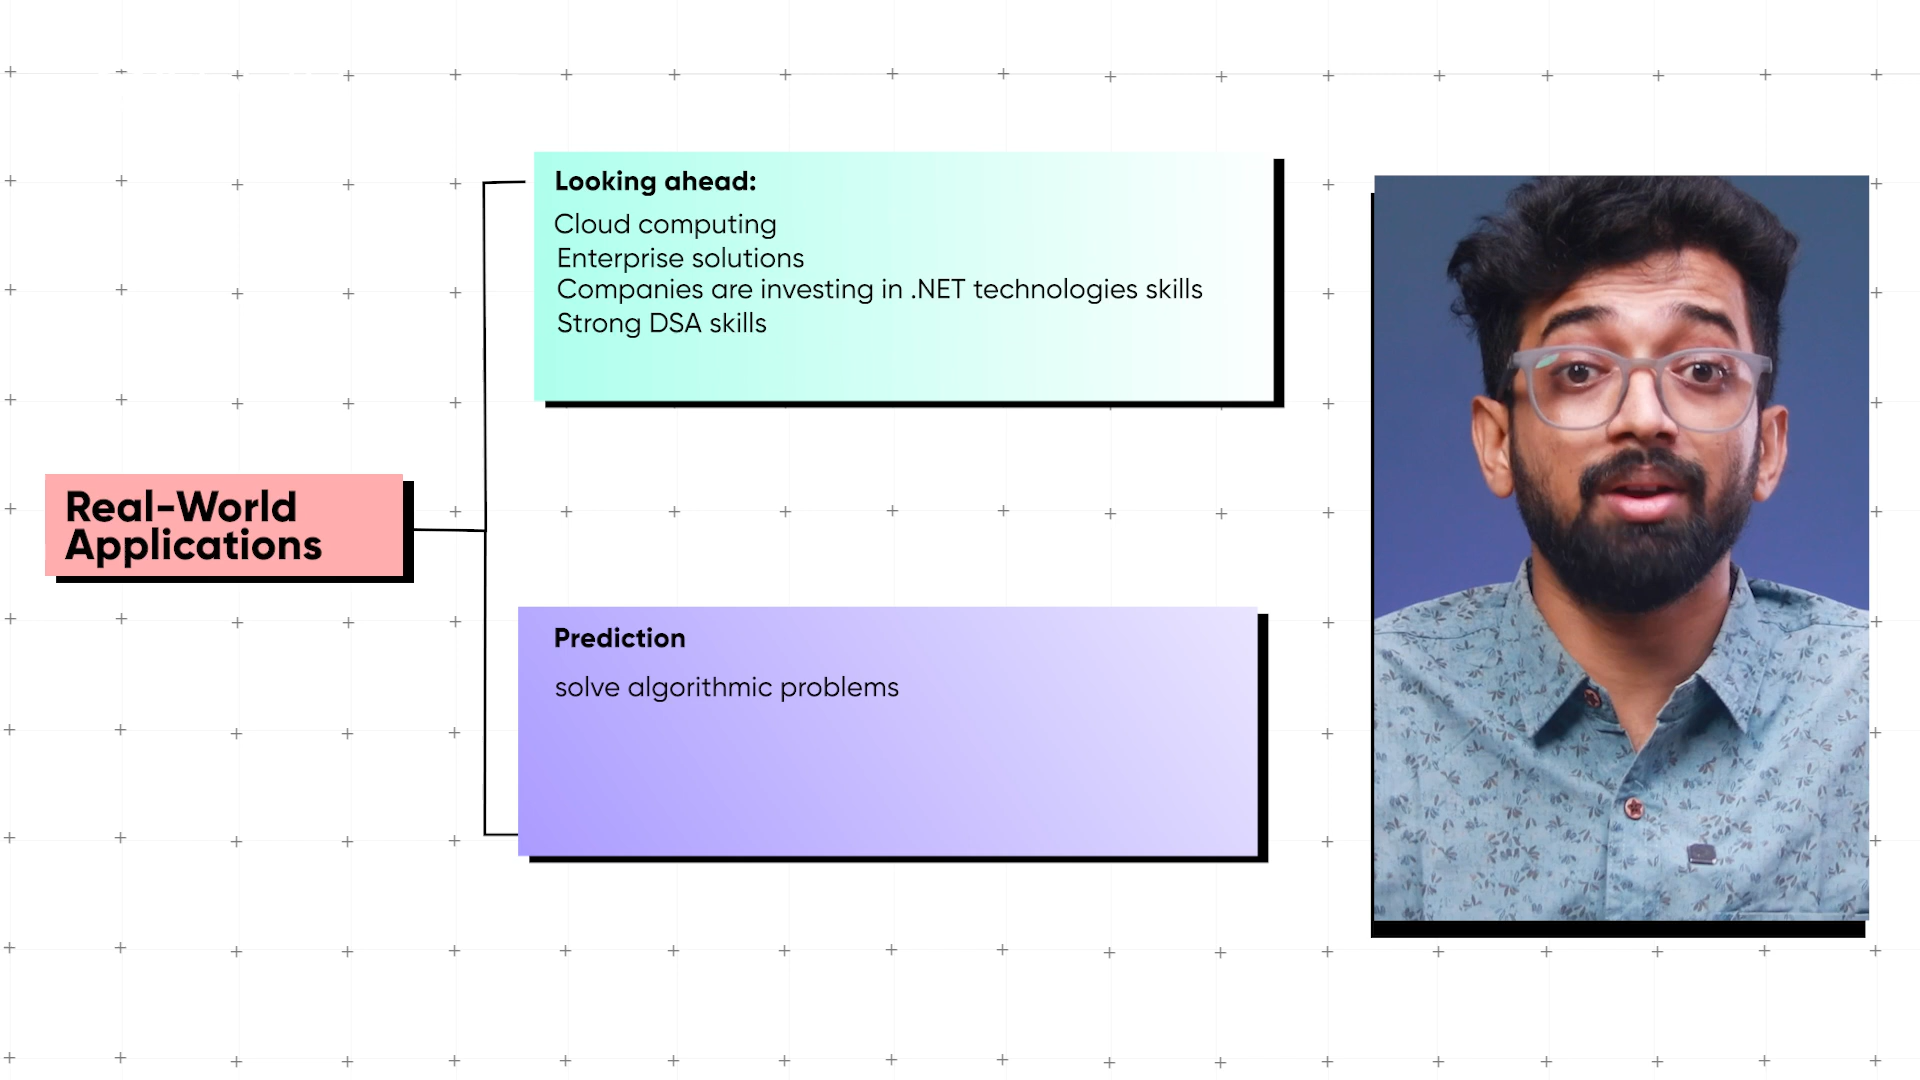 Real-World
Applications
Looking ahead:
Cloud computing
Enterprise solutions
Companies are investing in .NET technologies skills
Strong DSA skills
Prediction
solve algorithmic problems